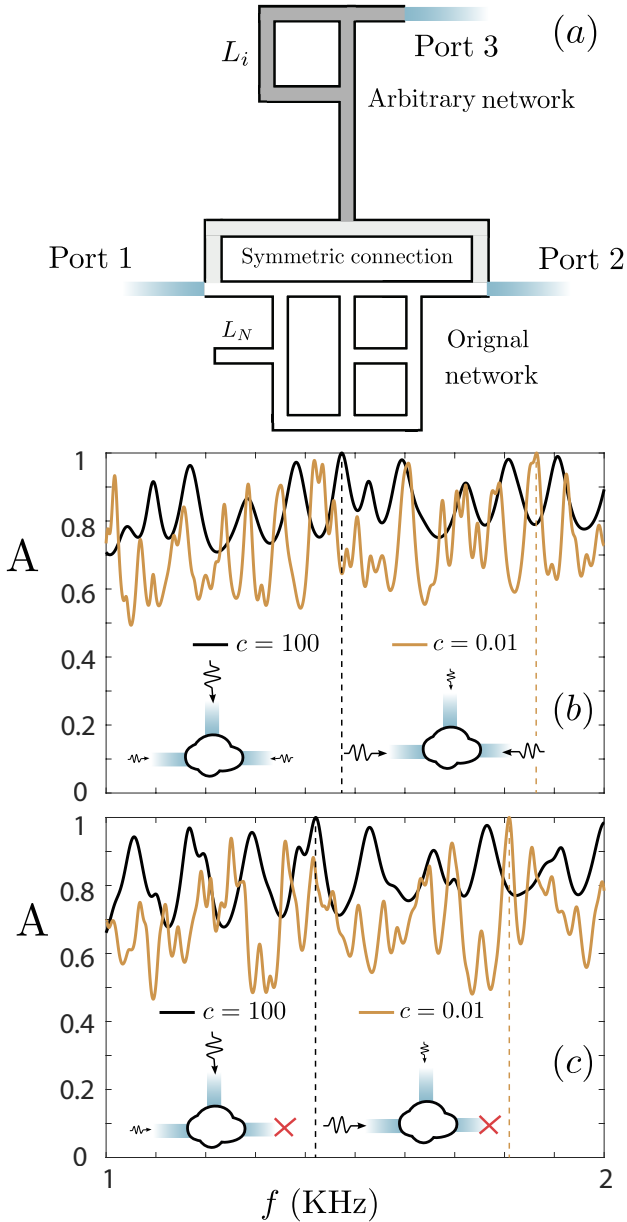 (a)
Port 3
L_i
Arbitrary network
Port 1
Symmetric connection
Port 2
L_N
Orignal
network
1
0.8
A
0.6
0.4
c = 100
c = 0.01
0.2
(b)
0
1
0.8
A
0.6
0.4
0.2
c = 100
c = 0.01
(c)
0
1
2
f (KHz)